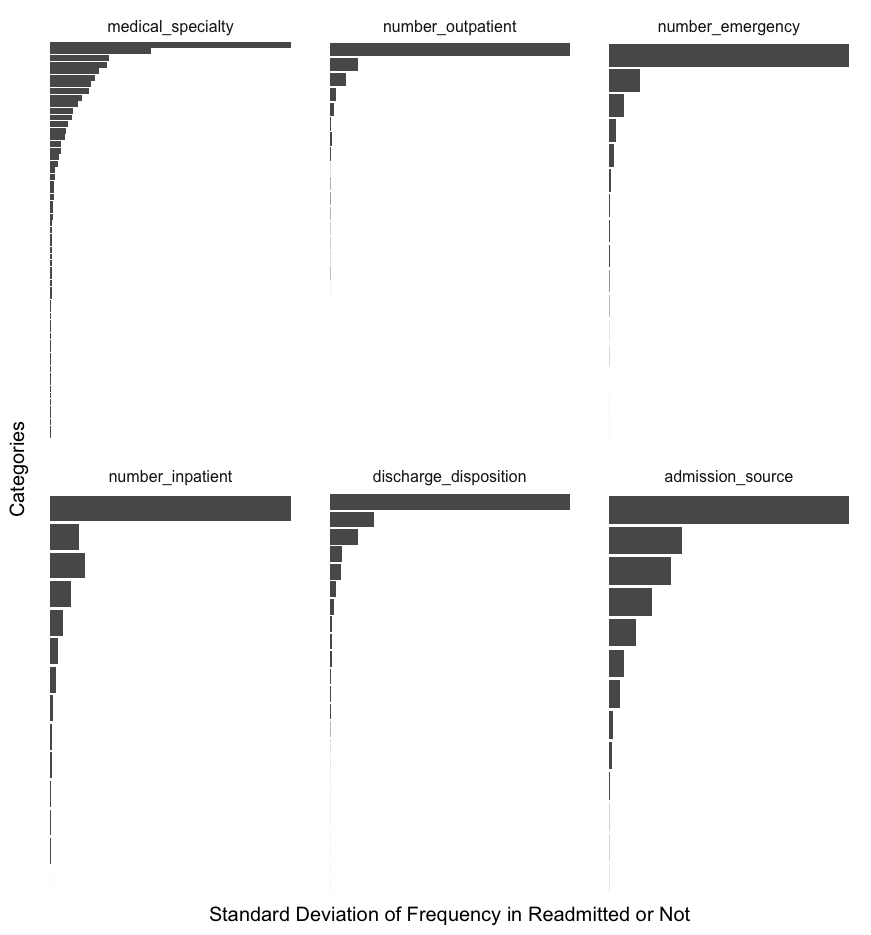 medical_specialty
number_outpatient
number_emergency
Categories
number_inpatient
discharge_disposition
admission_source
Standard Deviation of Frequency in Readmitted or Not